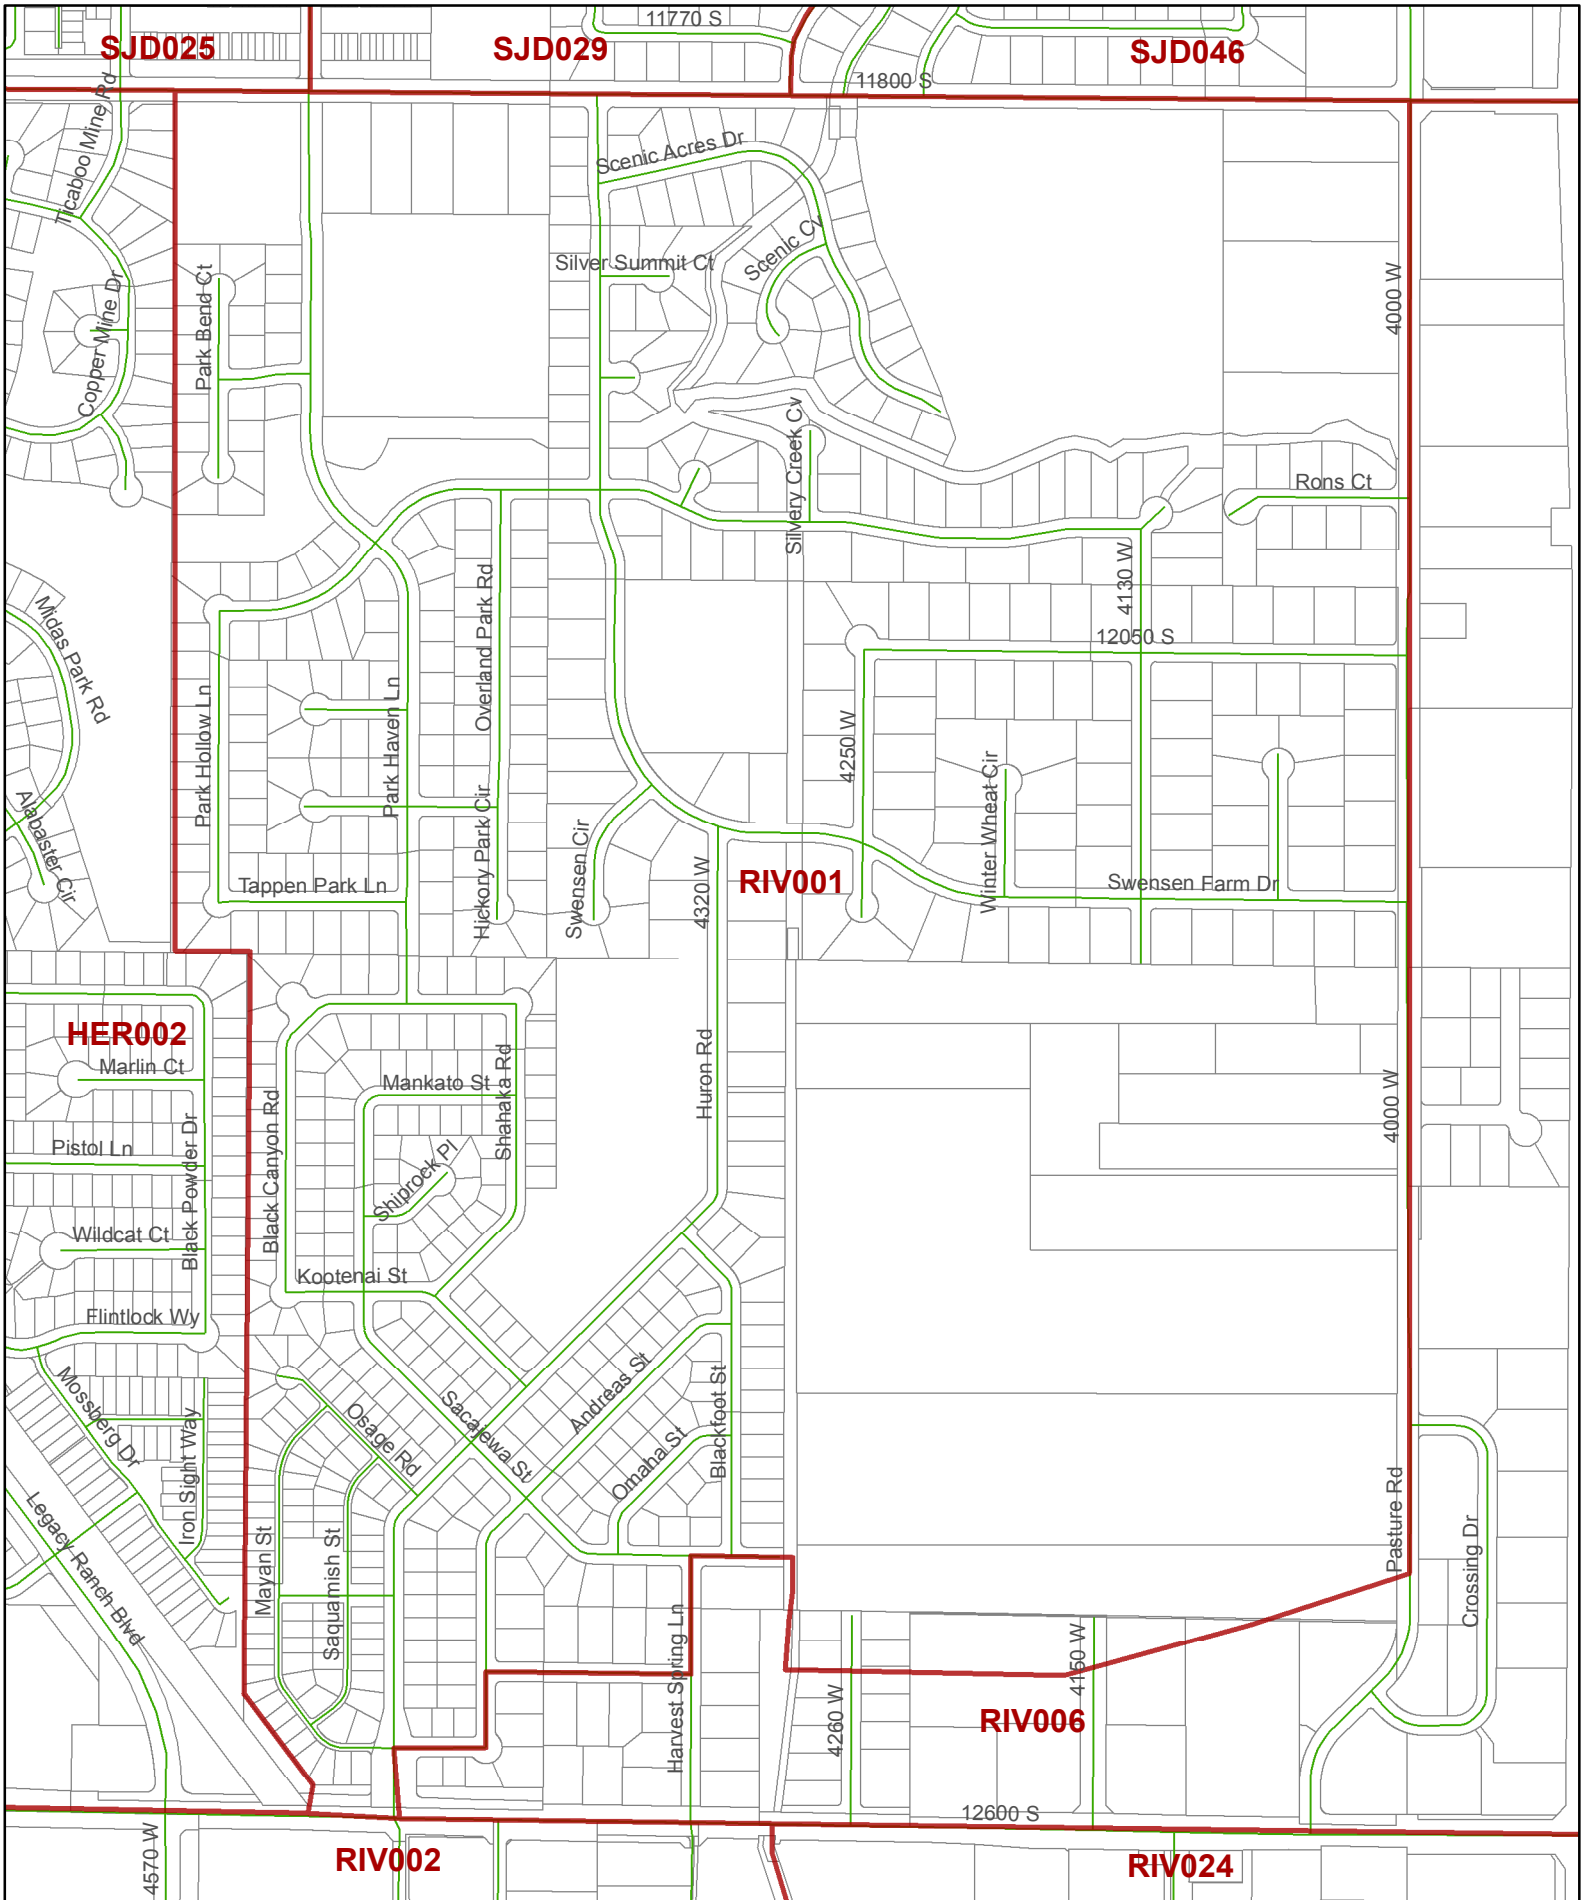 11770 S
SJD025
SJD029
SJD046
11800 S
Ticaboo Mine Rd
Scenic Acres Dr
Scenic Cv
Silver Summit Ct
Park Bend Ct
Copper Mine Dr
4000 W
Silvery Creek Cv
Rons Ct
4130 W
Overland Park Rd
Midas Park Rd
12050 S
Park Hollow Ln
Park Haven Ln
4250 W
Winter Wheat Cir
Alabaster Cir
Hickory Park Cir
Swensen Cir
4320 W
RIV001
Swensen Farm Dr
Tappen Park Ln
HER002
Marlin Ct
Mankato St
Shahaka Rd
Huron Rd
4000 W
Black Canyon Rd
Black Powder Dr
Pistol Ln
Shiprock Pl
Wildcat Ct
Kootenai St
Flintlock Wy
Mossberg Dr
Osage Rd
Sacajewa St
Andreas St
Omaha St
Blackfoot St
Iron Sight Way
Legacy Ranch Blvd
Mayan St
Saquamish St
Pasture Rd
Crossing Dr
Harvest Spring Ln
4260 W
4150 W
RIV006
12600 S
4570 W
RIV002
RIV024